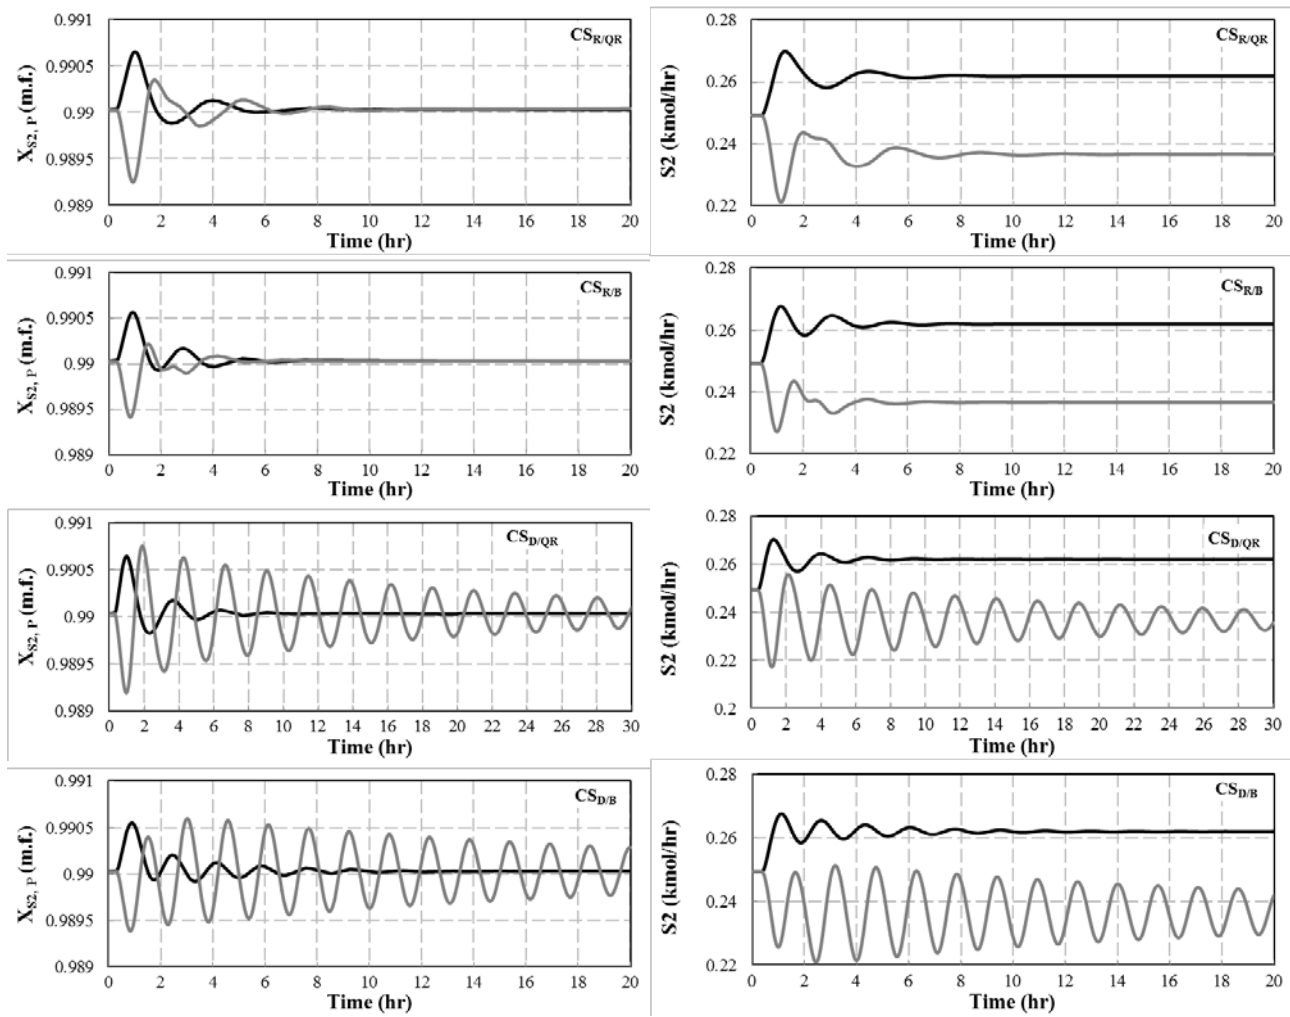 0.991
0.9905
0.99
0.9895
0.989
X_S2, P (m.f.)
CS_R/QR
0 2 4 6 8 10 12 14 16 18 20
Time (hr)
0.28
0.26
0.24
0.22
S2 (kmol/hr)
CS_R/QR
0 2 4 6 8 10 12 14 16 18 20
Time (hr)
0.991
0.9905
0.99
0.9895
0.989
X_S2, P (m.f.)
CS_R/B
0 2 4 6 8 10 12 14 16 18 20
Time (hr)
0.28
0.26
0.24
0.22
S2 (kmol/hr)
CS_R/B
0 2 4 6 8 10 12 14 16 18 20
Time (hr)
0.991
0.9905
0.99
0.9895
0.989
X_S2, P (m.f.)
CS_D/QR
0 2 4 6 8 10 12 14 16 18 20 22 24 26 28 30
Time (hr)
0.28
0.26
0.24
0.22
0.2
S2 (kmol/hr)
CS_D/QR
0 2 4 6 8 10 12 14 16 18 20 22 24 26 28 30
Time (hr)
0.991
0.9905
0.99
0.9895
0.989
X_S2, P (m.f.)
CS_D/B
0 2 4 6 8 10 12 14 16 18 20
Time (hr)
0.28
0.26
0.24
0.22
S2 (kmol/hr)
CS_D/B
0 2 4 6 8 10 12 14 16 18 20
Time (hr)